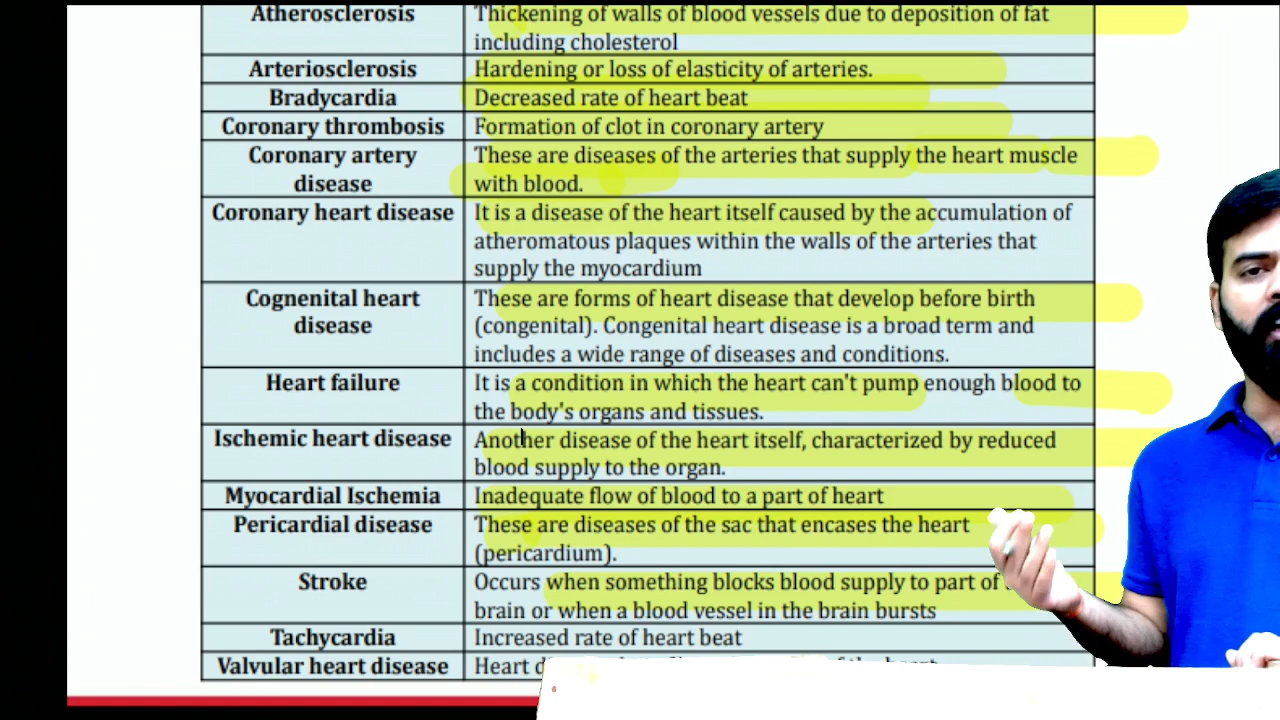 Atherosclerosis
Thickening of walls of blood vessels due to deposition of fat
including cholesterol
Arteriosclerosis
Hardening or loss of elasticity of arteries.
Bradycardia
Decreased rate of heart beat
Coronary thrombosis
Formation of clot in coronary artery
Coronary artery
disease
These are diseases of the arteries that supply the heart muscle
with blood.
Coronary heart disease
It is a disease of the heart itself caused by the accumulation of
atheromatous plaques within the walls of the arteries that
supply the myocardium
Cognenital heart
disease
These are forms of heart disease that develop before birth
(congenital). Congenital heart disease is a broad term and
includes a wide range of diseases and conditions.
Heart failure
It is a condition in which the heart can't pump enough blood to
the body's organs and tissues.
Ischemic heart disease
Another disease of the heart itself, characterized by reduced
blood supply to the organ.
Myocardial Ischemia
Inadequate flow of blood to a part of heart
Pericardial disease
These are diseases of the sac that encases the heart
(pericardium).
Stroke
Occurs when something blocks blood supply to part of
brain or when a blood vessel in the brain bursts
Tachycardia
Increased rate of heart beat
Valvular heart disease
Heart